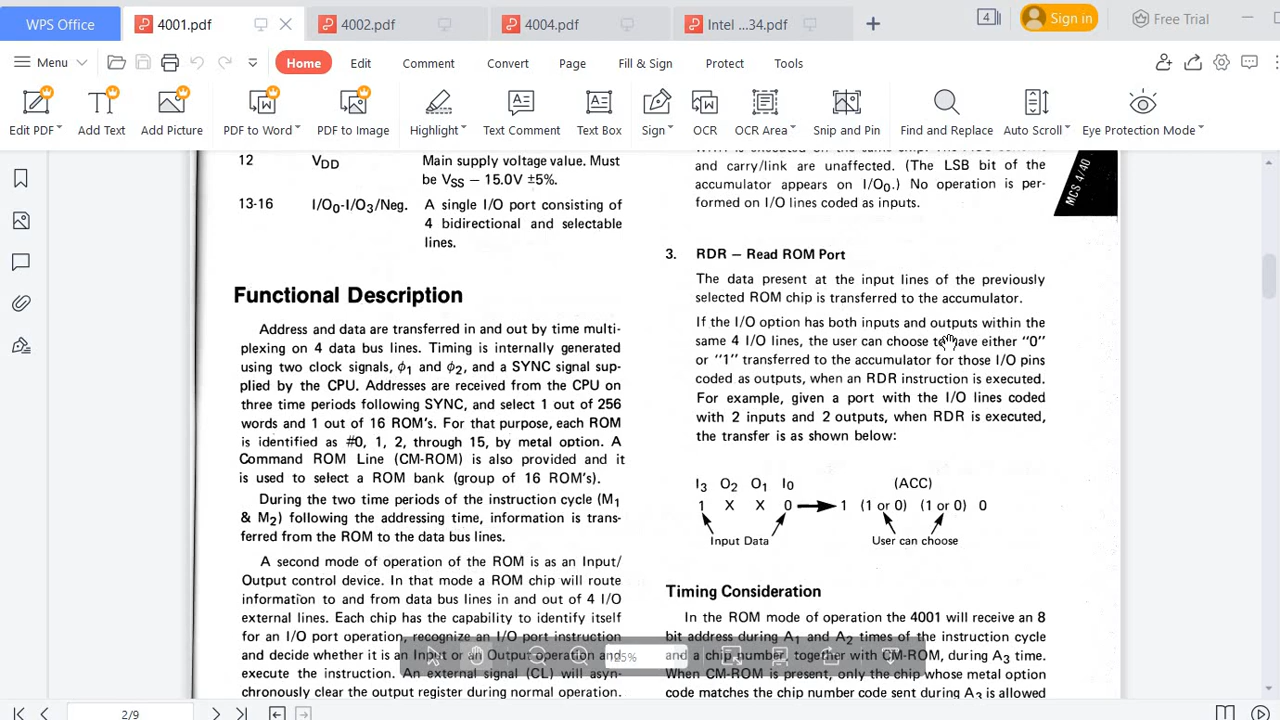 WPS Office
4001.pdf
4002.pdf
4004.pdf
Intel ...34.pdf
4
Sign in
Free Trial
Menu
Home
Edit
Comment
Convert
Page
Fill & Sign
Protect
Tools
Edit PDF
Add Text
Add Picture
PDF to Word
PDF to Image
Highlight
Text Comment
Text Box
Sign
OCR
OCR Area
Snip and Pin
Find and Replace
Auto Scroll
Eye Protection Mode
12 VDD Main supply voltage value. Must
be VSS – 15.0V ±5%.
13-16 I/O0-I/O3/Neg. A single I/O port consisting of
4 bidirectional and selectable
lines.
Functional Description
Address and data are transferred in and out by time multi-
plexing on 4 data bus lines. Timing is internally generated
using two clock signals, ϕ1 and ϕ2, and a SYNC signal sup-
plied by the CPU. Addresses are received from the CPU on
three time periods following SYNC, and select 1 out of 256
words and 1 out of 16 ROM's. For that purpose, each ROM
is identified as #0, 1, 2, through 15, by metal option. A
Command ROM Line (CM-ROM) is also provided and it
is used to select a ROM bank (group of 16 ROM's).
During the two time periods of the instruction cycle (M1
& M2) following the addressing time, information is trans-
ferred from the ROM to the data bus lines.
A second mode of operation of the ROM is as an Input/
Output control device. In that mode a ROM chip will route
information to and from data bus lines in and out of 4 I/O
external lines. Each chip has the capability to identify itself
for an I/O port operation, recognize an I/O port instruction
and decide whether it is an Input or an Output operation and
execute the instruction. An external signal (CL) will asyn-
chronously clear the output register during normal operation.
and carry/link are unaffected. (The LSB bit of the
accumulator appears on I/O0.) No operation is per-
formed on I/O lines coded as inputs.
MCS 4/40
3. RDR – Read ROM Port
The data present at the input lines of the previously
selected ROM chip is transferred to the accumulator.
If the I/O option has both inputs and outputs within the
same 4 I/O lines, the user can choose to have either "0"
or "1" transferred to the accumulator for those I/O pins
coded as outputs, when an RDR instruction is executed.
For example, given a port with the I/O lines coded
with 2 inputs and 2 outputs, when RDR is executed,
the transfer is as shown below:
I3 O2 O1 I0 (ACC)
1 X X 0 1 (1 or 0) (1 or 0) 0
Input Data User can choose
Timing Consideration
In the ROM mode of operation the 4001 will receive an 8
bit address during A1 and A2 times of the instruction cycle
and a chip number, together with CM-ROM, during A3 time.
When CM-ROM is present, only the chip whose metal option
code matches the chip number code sent during A3 is allowed
2/9